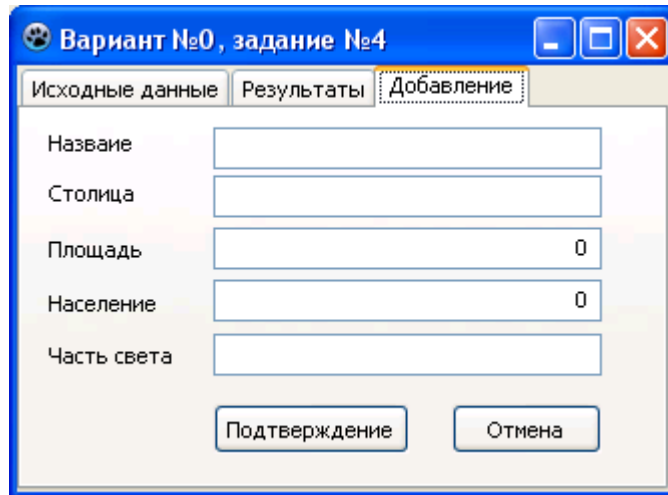 Вариант №0, задание №4
Исходные данные Результаты Добавление
Назваие
Столица
Площадь 0
Население 0
Часть света
Подтверждение Отмена